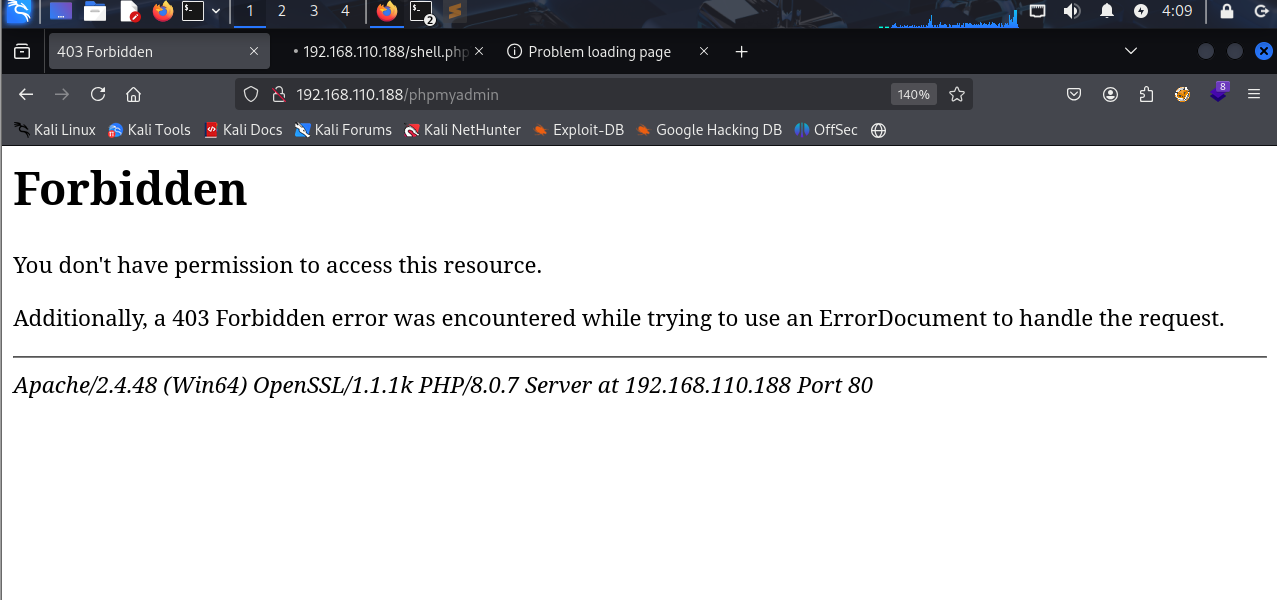 1 2 3 4 2 4:09
403 Forbidden 192.168.110.188/shell.php Problem loading page
192.168.110.188/phpmyadmin 140% 8
Kali Linux Kali Tools Kali Docs Kali Forums Kali NetHunter Exploit-DB Google Hacking DB OffSec
Forbidden
You don't have permission to access this resource.
Additionally, a 403 Forbidden error was encountered while trying to use an ErrorDocument to handle the request.
Apache/2.4.48 (Win64) OpenSSL/1.1.1k PHP/8.0.7 Server at 192.168.110.188 Port 80